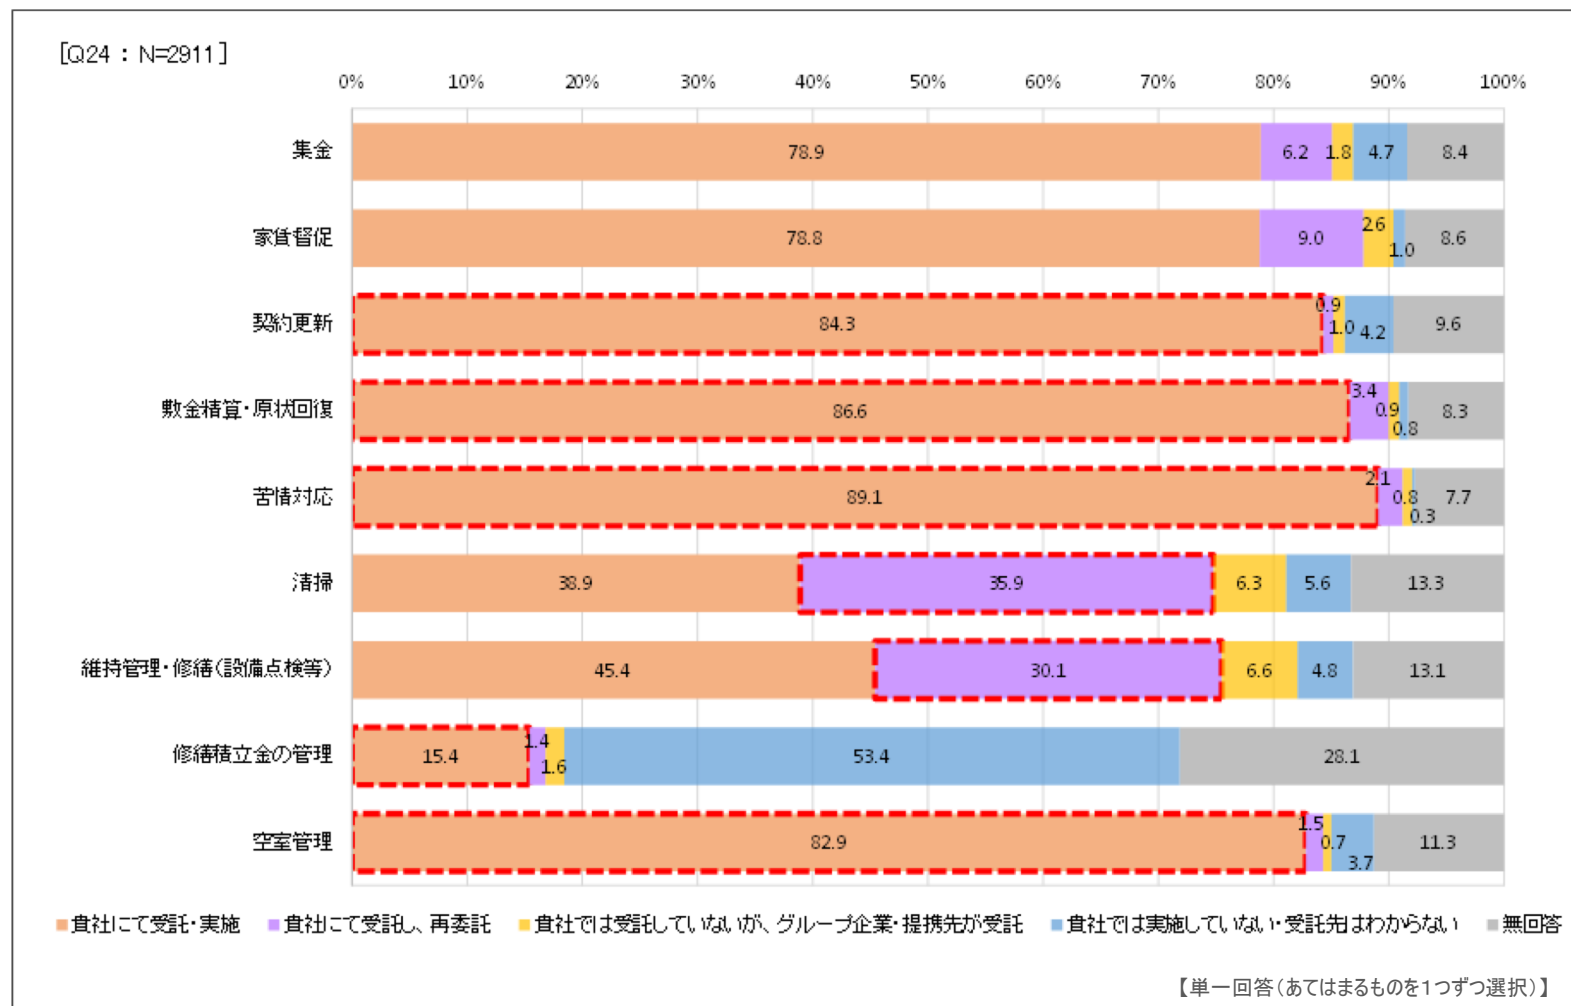 [Q24 : N=2911]
0% 10% 20% 30% 40% 50% 60% 70% 80% 90% 100%
集金 78.9 6.2 1.8 4.7 8.4
家賃督促 78.8 9.0 2.6 1.0 8.6
契約更新 84.3 0.9 1.0 4.2 9.6
敷金精算・原状回復 86.6 3.4 0.9 0.8 8.3
苦情対応 89.1 2.1 0.8 0.3 7.7
清掃 38.9 35.9 6.3 5.6 13.3
維持管理・修繕(設備点検等) 45.4 30.1 6.6 4.8 13.1
修繕積立金の管理 15.4 1.4 1.6 53.4 28.1
空室管理 82.9 1.5 0.7 3.7 11.3
貴社にて受託・実施 貴社にて受託し、再委託 貴社では受託していないが、グループ企業・提携先が受託 貴社では実施していない・受託先はわからない 無回答
【単一回答(あてはまるものを1つずつ選択)】